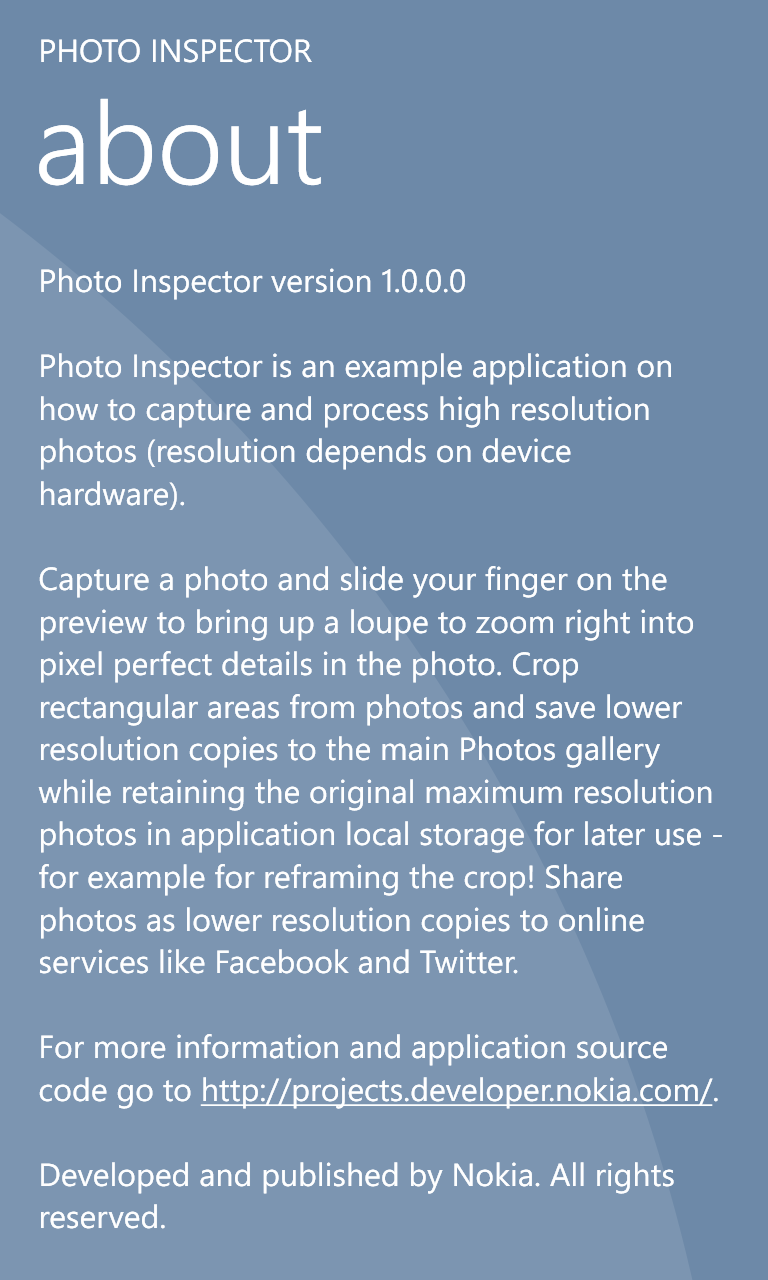 PHOTO INSPECTOR
about
Photo Inspector version 1.0.0.0
Photo Inspector is an example application on
how to capture and process high resolution
photos (resolution depends on device
hardware).
Capture a photo and slide your finger on the
preview to bring up a loupe to zoom right into
pixel perfect details in the photo. Crop
rectangular areas from photos and save lower
resolution copies to the main Photos gallery
while retaining the original maximum resolution
photos in application local storage for later use -
for example for reframing the crop! Share
photos as lower resolution copies to online
services like Facebook and Twitter.
For more information and application source
code go to http://projects.developer.nokia.com/.
Developed and published by Nokia. All rights
reserved.